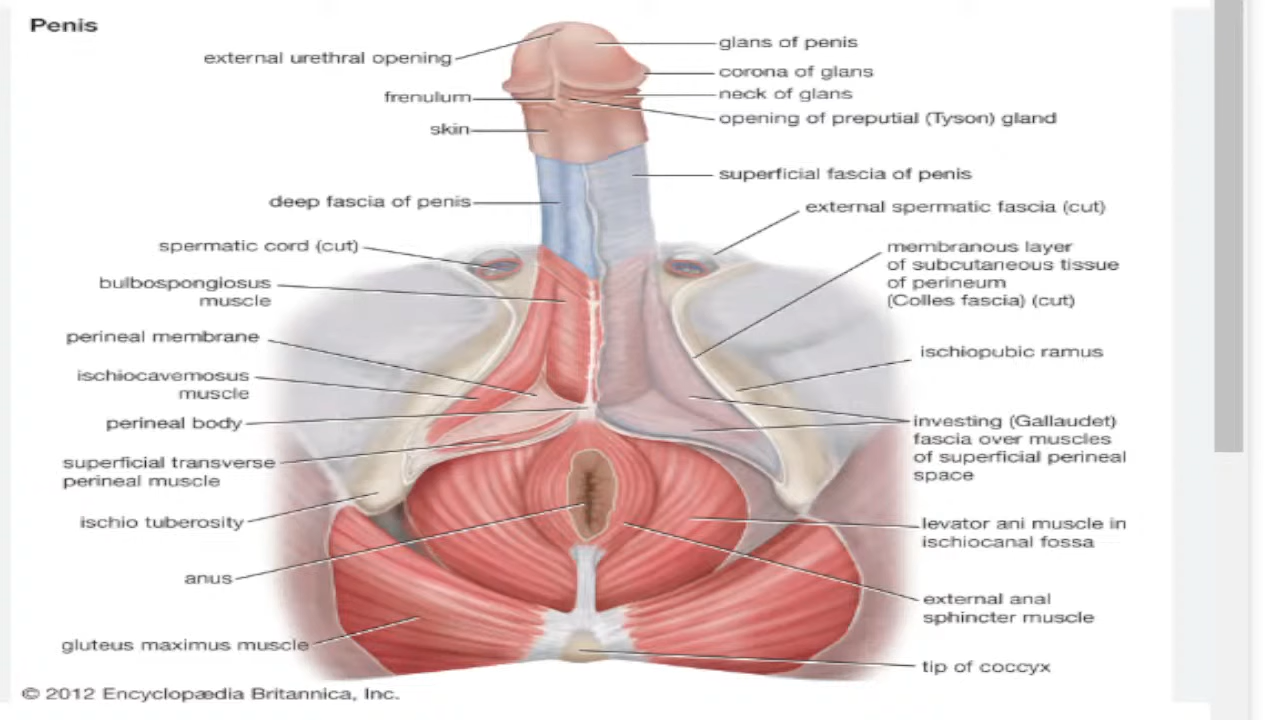 Penis
external urethral opening
frenulum
skin
deep fascia of penis
spermatic cord (cut)
bulbospongiosus
muscle
perineal membrane
ischiocavernosus
muscle
perineal body
superficial transverse
perineal muscle
ischio tuberosity
anus
gluteus maximus muscle
glans of penis
corona of glans
neck of glans
opening of preputial (Tyson) gland
superficial fascia of penis
external spermatic fascia (cut)
membranous layer
of subcutaneous tissue
of perineum
(Colles fascia) (cut)
ischiopubic ramus
investing (Gallaudet)
fascia over muscles
of superficial perineal
space
levator ani muscle in
ischiocanal fossa
external anal
sphincter muscle
tip of coccyx
© 2012 Encyclopædia Britannica, Inc.